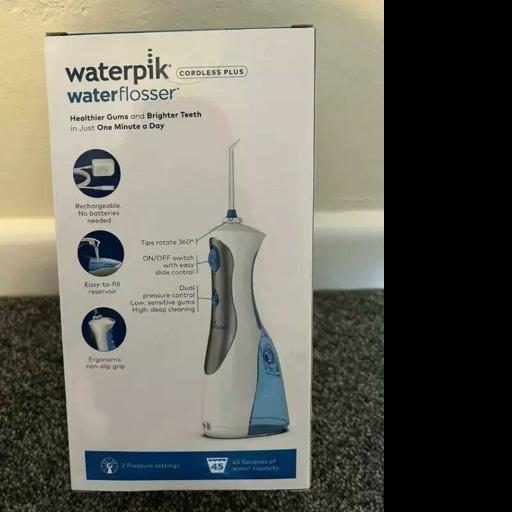 waterpik®
CORDLESS PLUS
waterflosser®
Healthier Gums and Brighter Teeth
in Just One Minute a Day
Rechargeable.
No batteries
needed
Tips rotate 360°
ON/OFF switch
with easy
slide control
Easy-to-fill
reservoir
Dual
pressure control
Low: sensitive gums
High: deep cleaning
Ergonomic
non-slip grip
2 Pressure settings
45
45 Seconds of
water capacity